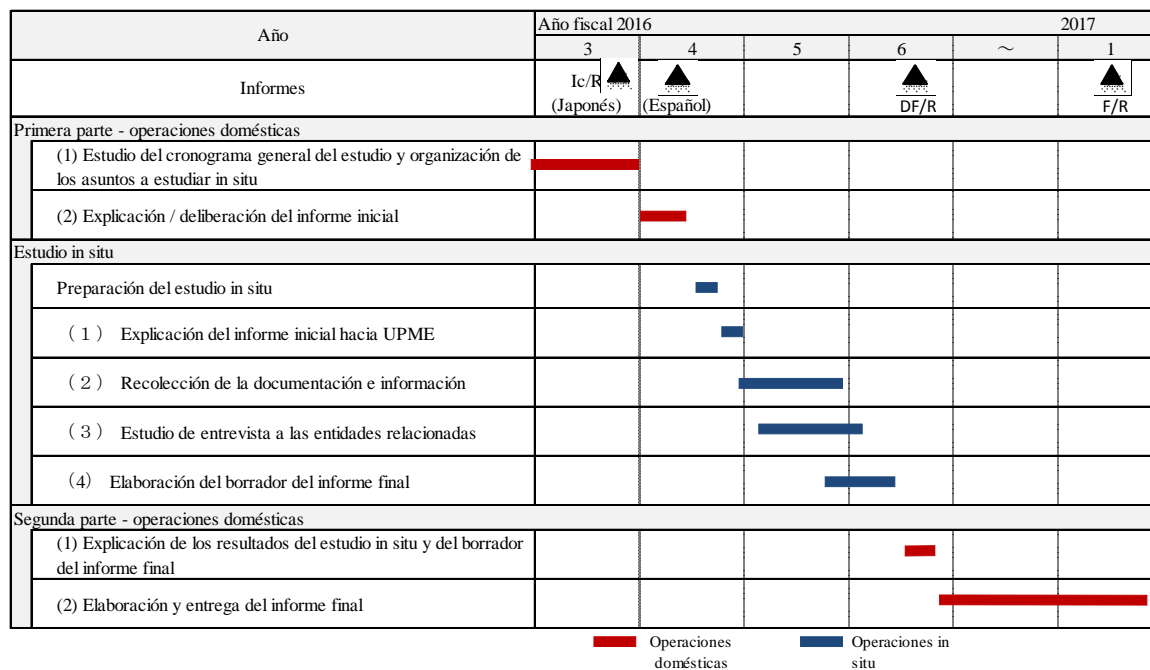 Año
Año fiscal 2016 2017
3 4 5 6 ～ 1
Informes
Ic/R
(Japonés) (Español) DF/R F/R
Primera parte - operaciones domésticas
(1) Estudio del cronograma general del estudio y organización de
los asuntos a estudiar in situ
(2) Explicación / deliberación del informe inicial
Estudio in situ
Preparación del estudio in situ
（１） Explicación del informe inicial hacia UPME
（２） Recolección de la documentación e información
（３） Estudio de entrevista a las entidades relacionadas
(4) Elaboración del borrador del informe final
Segunda parte - operaciones domésticas
(1) Explicación de los resultados del estudio in situ y del borrador
del informe final
(2) Elaboración y entrega del informe final
Operaciones
domésticas
Operaciones in
situ